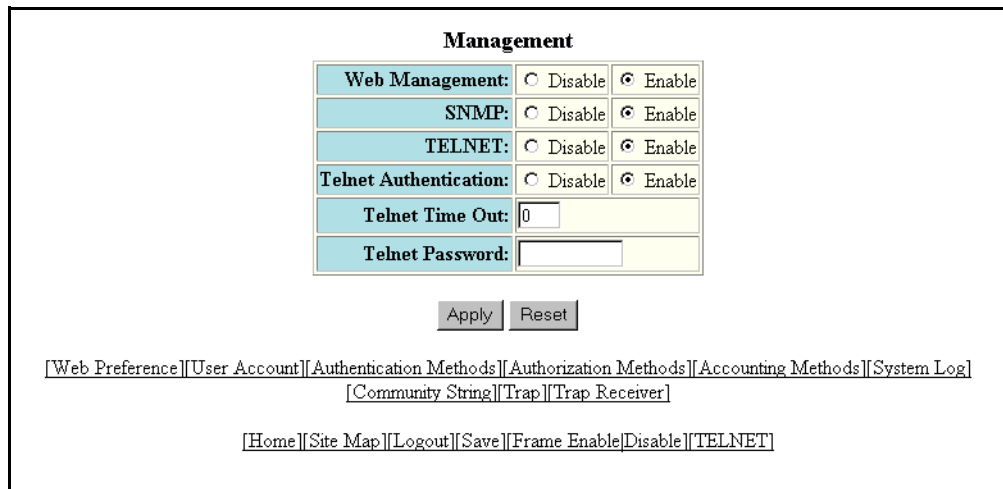 Management
Web Management: Disable Enable
SNMP: Disable Enable
TELNET: Disable Enable
Telnet Authentication: Disable Enable
Telnet Time Out: 0
Telnet Password:
Apply Reset
[Web Preference][User Account][Authentication Methods][Authorization Methods][Accounting Methods][System Log]
[Community String][Trap][Trap Receiver]
[Home][Site Map][Logout][Save][Frame Enable|Disable][TELNET]